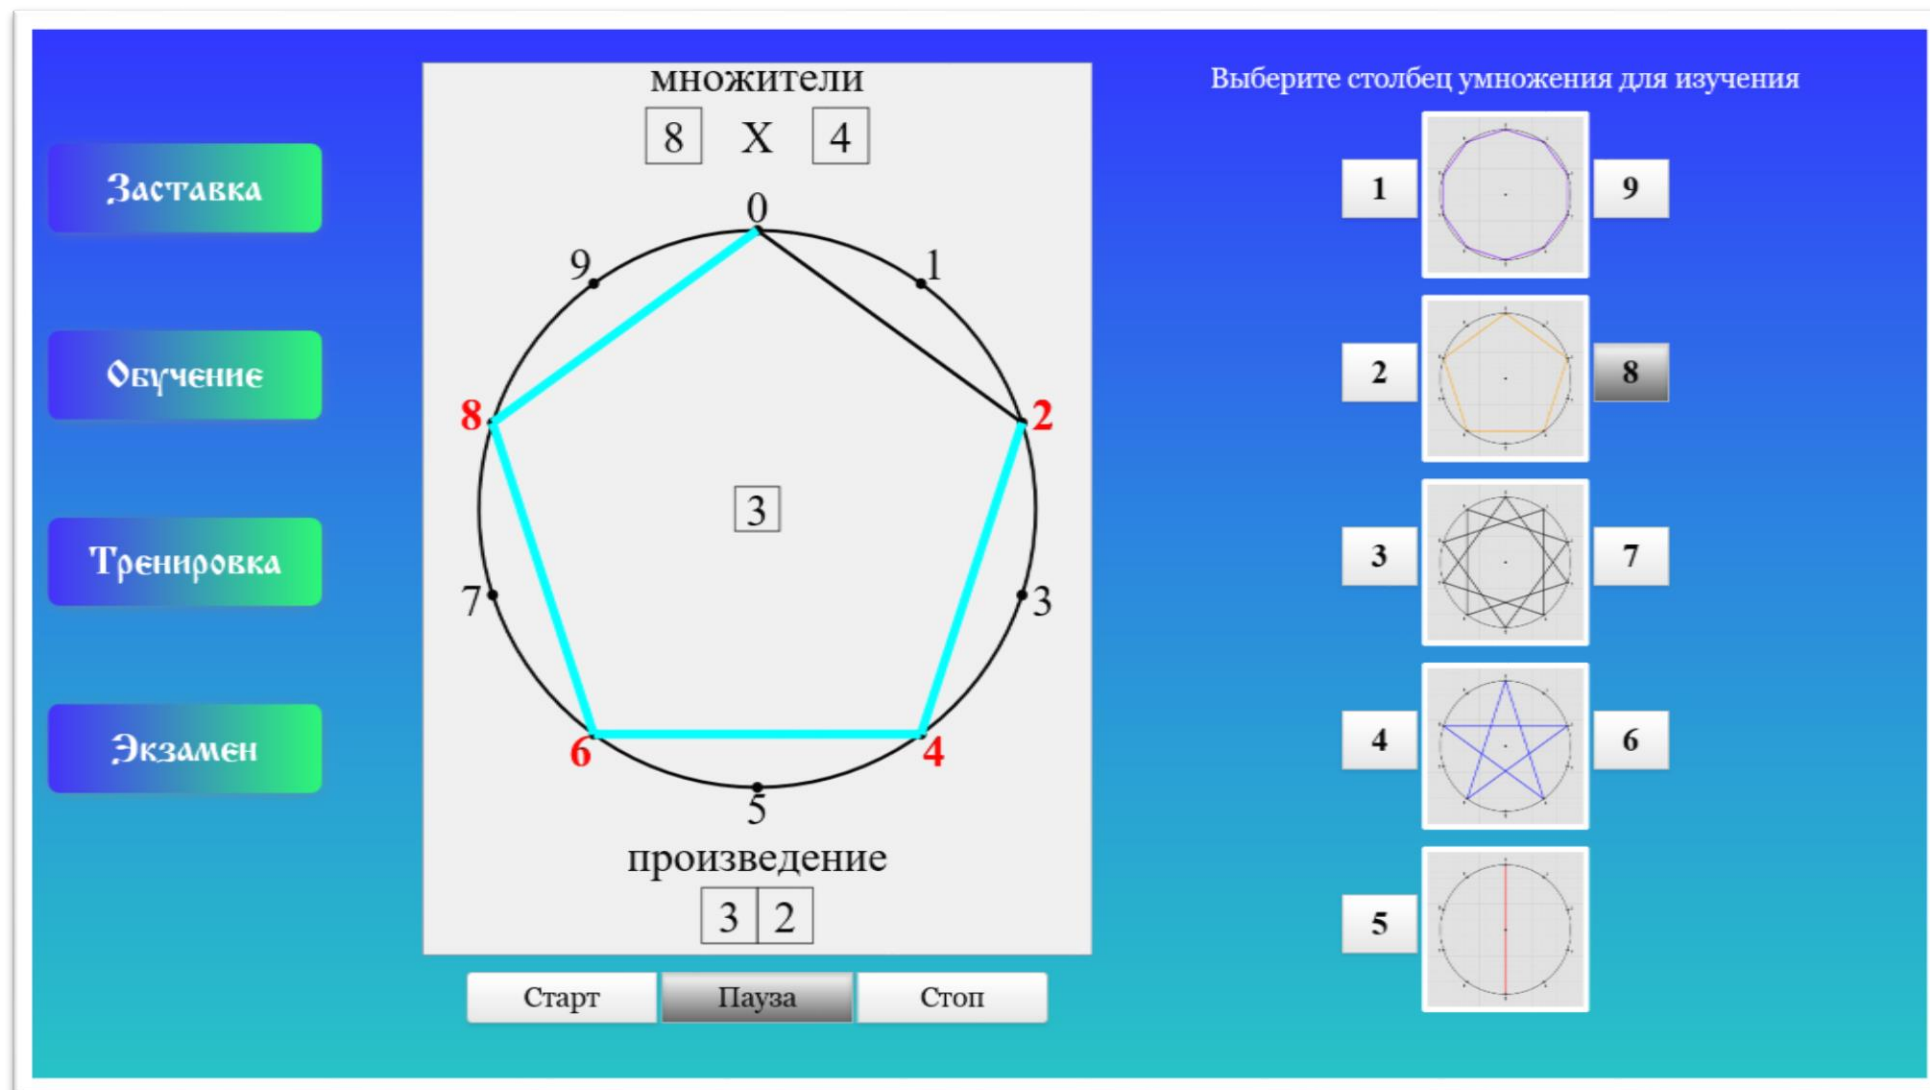 Заставка
Обучение
Тренировка
Экзамен
множители
8 X 4
0
9 1
8 2
3
7 3
6 4
5
произведение
3 2
Старт Пауза Стоп
Выберите столбец умножения для изучения
1 9
2 8
3 7
4 6
5